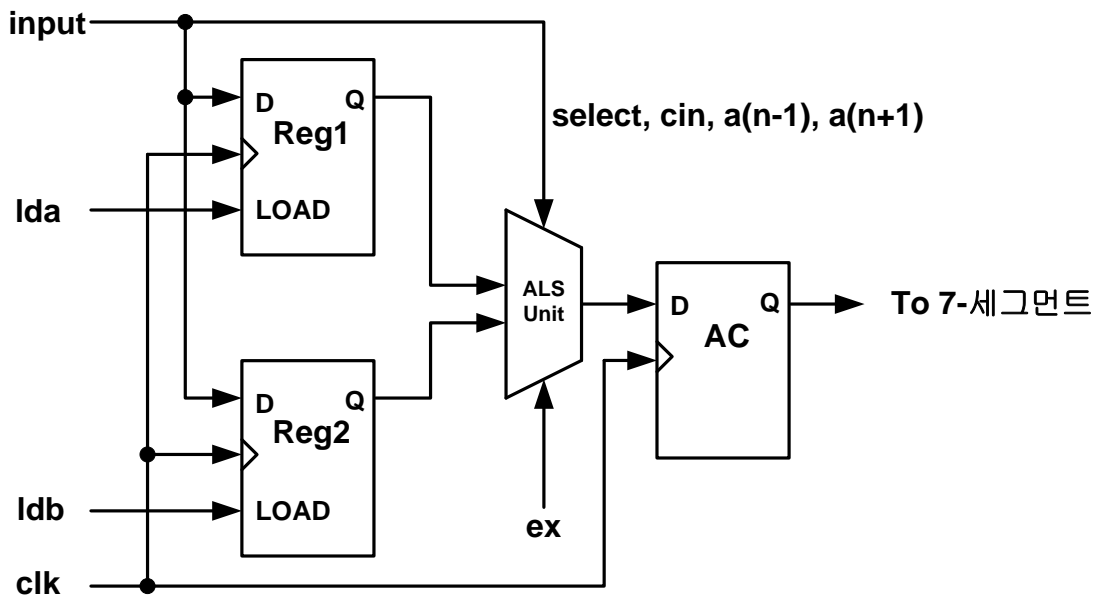 input
D Q
Reg1
LOAD
lda
select, cin, a(n-1), a(n+1)
ALS
Unit
D Q
AC
To 7-세그먼트
D Q
Reg2
LOAD
ldb
ex
clk